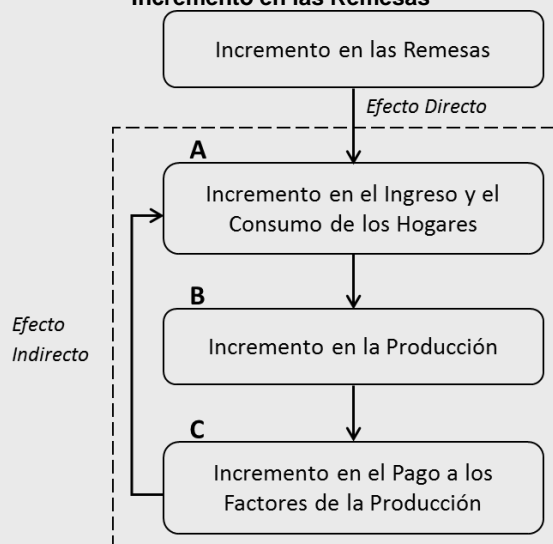 Incremento en las Remesas
Incremento en las Remesas
Efecto Directo
A
Incremento en el Ingreso y el
Consumo de los Hogares
B
Incremento en la Producción
Efecto
Indirecto
C
Incremento en el Pago a los
Factores de la Producción